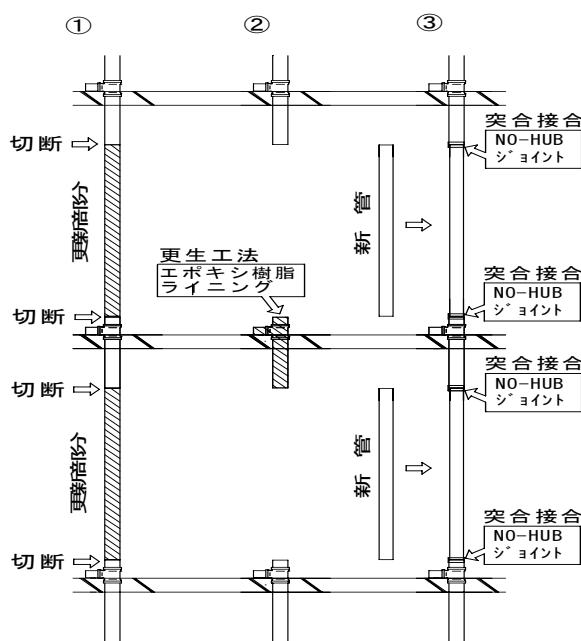 ① ② ③
切断
更新部分
切断
切断
更新部分
切断
更生工法
エポキシ樹脂
ライニング
新管
新管
突合接合
NO-HUB
ジョイント
突合接合
NO-HUB
ジョイント
突合接合
NO-HUB
ジョイント
突合接合
NO-HUB
ジョイント